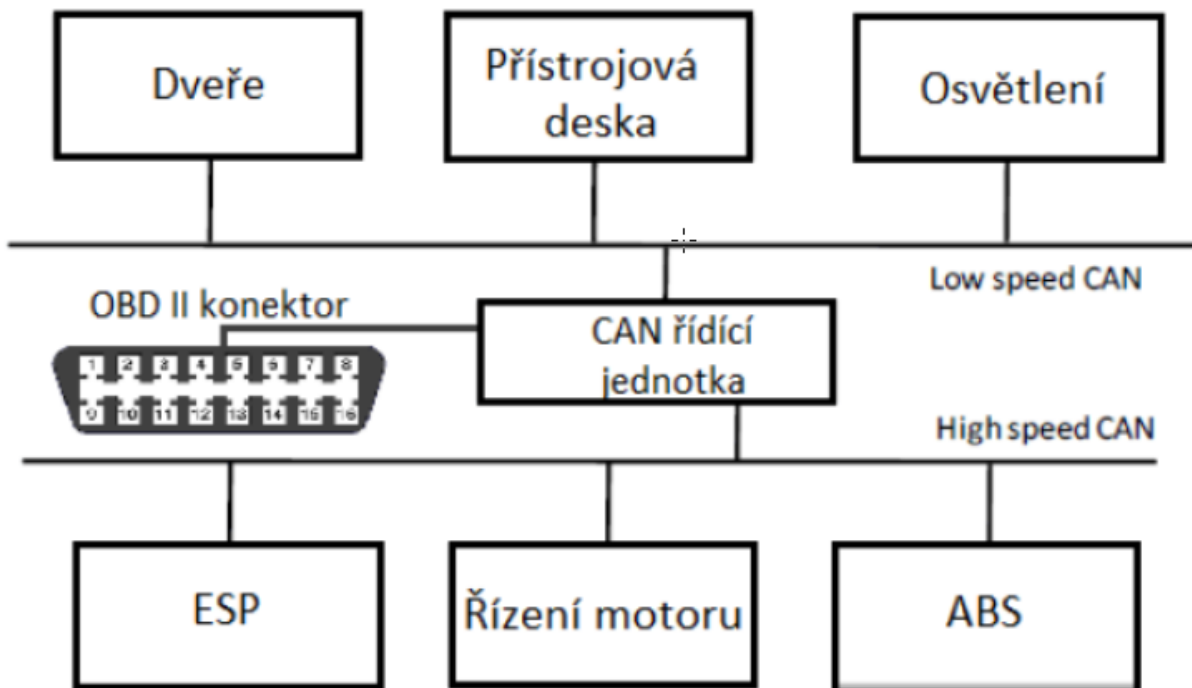 Dveře
Přístrojová
deska
Osvětlení
Low speed CAN
OBD II konektor
CAN řídící
jednotka
1 2 3 4 5 6 7 8
9 10 11 12 13 14 15 16
High speed CAN
ESP
Řízení motoru
ABS